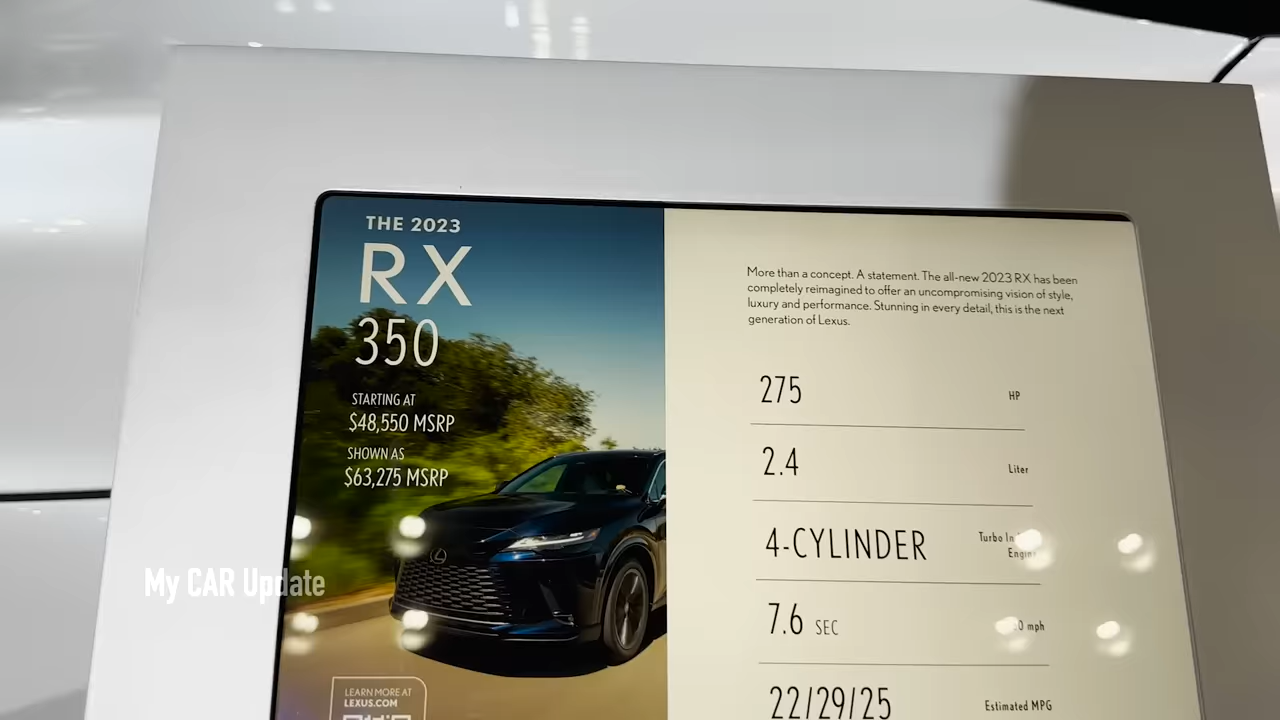 THE 2023
RX
350
STARTING AT
$48,550 MSRP
SHOWN AS
$63,275 MSRP
LEARN MORE AT
LEXUS.COM
More than a concept. A statement. The all-new 2023 RX has been
completely reimagined to offer an uncompromising vision of style,
luxury and performance. Stunning in every detail, this is the next
generation of Lexus.
275 HP
2.4 Liter
4-CYLINDER Turbo
7.6 SEC mph
22/29/25 Estimated MPG
My CAR Update